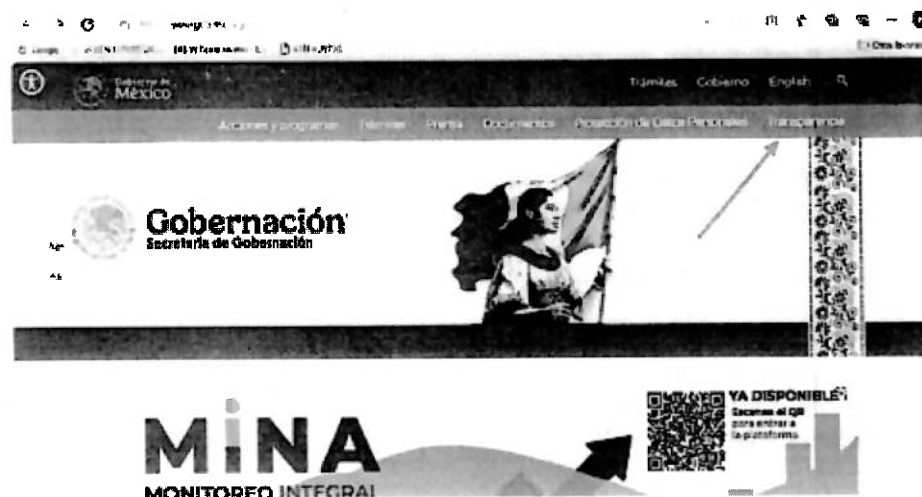 Gobierno de
México
Trámites Gobierno English
Acciones y programas Trámites Prensa Documentos Protección de Datos Personales Transparencia
Gobernación
Secretaría de Gobernación
YA DISPONIBLE
Escanea el QR
para entrar a
la plataforma
MINA
MONITOREO INTEGRAL